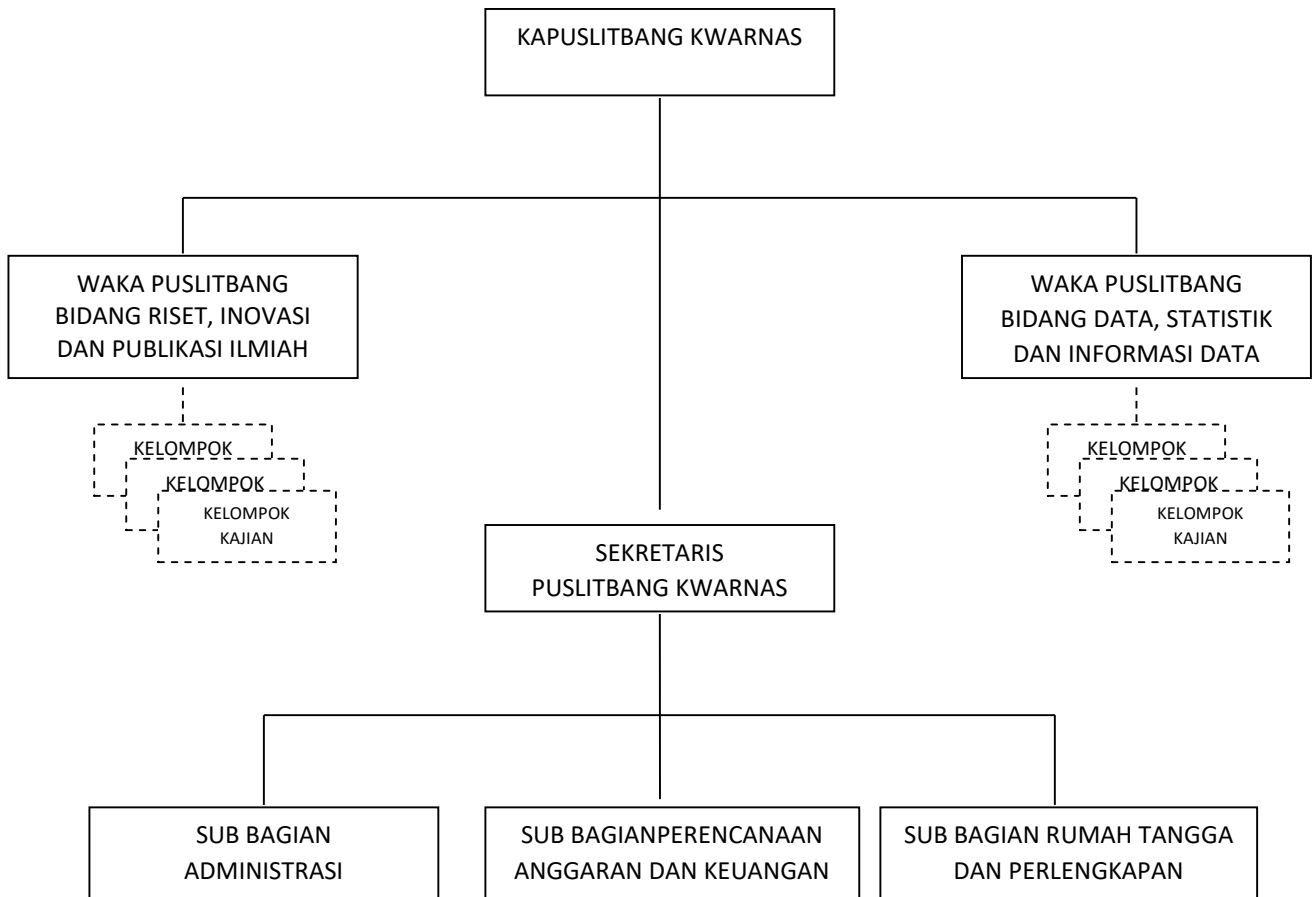 KAPUSLITBANG KWARNAS
WAKA PUSLITBANG
BIDANG RISET, INOVASI
DAN PUBLIKASI ILMIAH
WAKA PUSLITBANG
BIDANG DATA, STATISTIK
DAN INFORMASI DATA
KELOMPOK
KELOMPOK
KELOMPOK
KAJIAN
KELOMPOK
KELOMPOK
KELOMPOK
KAJIAN
SEKRETARIS
PUSLITBANG KWARNAS
SUB BAGIAN
ADMINISTRASI
SUB BAGIANPERENCANAAN
ANGGARAN DAN KEUANGAN
SUB BAGIAN RUMAH TANGGA
DAN PERLENGKAPAN